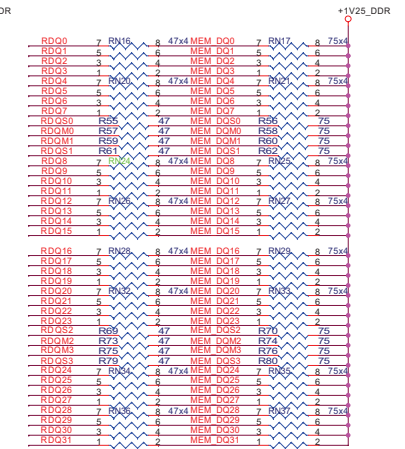 DR +1V25_DDR
RDQ0 7 RN16 8 47x4 MEM_DQ0 7 RN17 8 75x4
RDQ1 5 6 MEM_DQ1 5 6
RDQ2 3 4 MEM_DQ2 3 4
RDQ3 1 2 MEM_DQ3 1 2
RDQ4 7 RN20 8 47x4 MEM_DQ4 7 RN21 8 75x4
RDQ5 5 6 MEM_DQ5 5 6
RDQ6 3 4 MEM_DQ6 3 4
RDQ7 1 2 MEM_DQ7 1 2
RDQS0 R55 47 MEM_DQS0 R56 75
RDQM0 R57 47 MEM_DQM0 R58 75
RDQM1 R59 47 MEM_DQM1 R60 75
RDQS1 R61 47 MEM_DQS1 R62 75
RDQ8 7 RN24 8 47x4 MEM_DQ8 7 RN25 8 75x4
RDQ9 5 6 MEM_DQ9 5 6
RDQ10 3 4 MEM_DQ10 3 4
RDQ11 1 2 MEM_DQ11 1 2
RDQ12 7 RN26 8 47x4 MEM_DQ12 7 RN27 8 75x4
RDQ13 5 6 MEM_DQ13 5 6
RDQ14 3 4 MEM_DQ14 3 4
RDQ15 1 2 MEM_DQ15 1 2
RDQ16 7 RN28 8 47x4 MEM_DQ16 7 RN29 8 75x4
RDQ17 5 6 MEM_DQ17 5 6
RDQ18 3 4 MEM_DQ18 3 4
RDQ19 1 2 MEM_DQ19 1 2
RDQ20 7 RN32 8 47x4 MEM_DQ20 7 RN33 8 75x4
RDQ21 5 6 MEM_DQ21 5 6
RDQ22 3 4 MEM_DQ22 3 4
RDQ23 1 2 MEM_DQ23 1 2
RDQS2 R69 47 MEM_DQS2 R70 75
RDQM2 R73 47 MEM_DQM2 R74 75
RDQM3 R75 47 MEM_DQM3 R76 75
RDQS3 R79 47 MEM_DQS3 R80 75
RDQ24 7 RN34 8 47x4 MEM_DQ24 7 RN35 8 75x4
RDQ25 5 6 MEM_DQ25 5 6
RDQ26 3 4 MEM_DQ26 3 4
RDQ27 1 2 MEM_DQ27 1 2
RDQ28 7 RN36 8 47x4 MEM_DQ28 7 RN37 8 75x4
RDQ29 5 6 MEM_DQ29 5 6
RDQ30 3 4 MEM_DQ30 3 4
RDQ31 1 2 MEM_DQ31 1 2